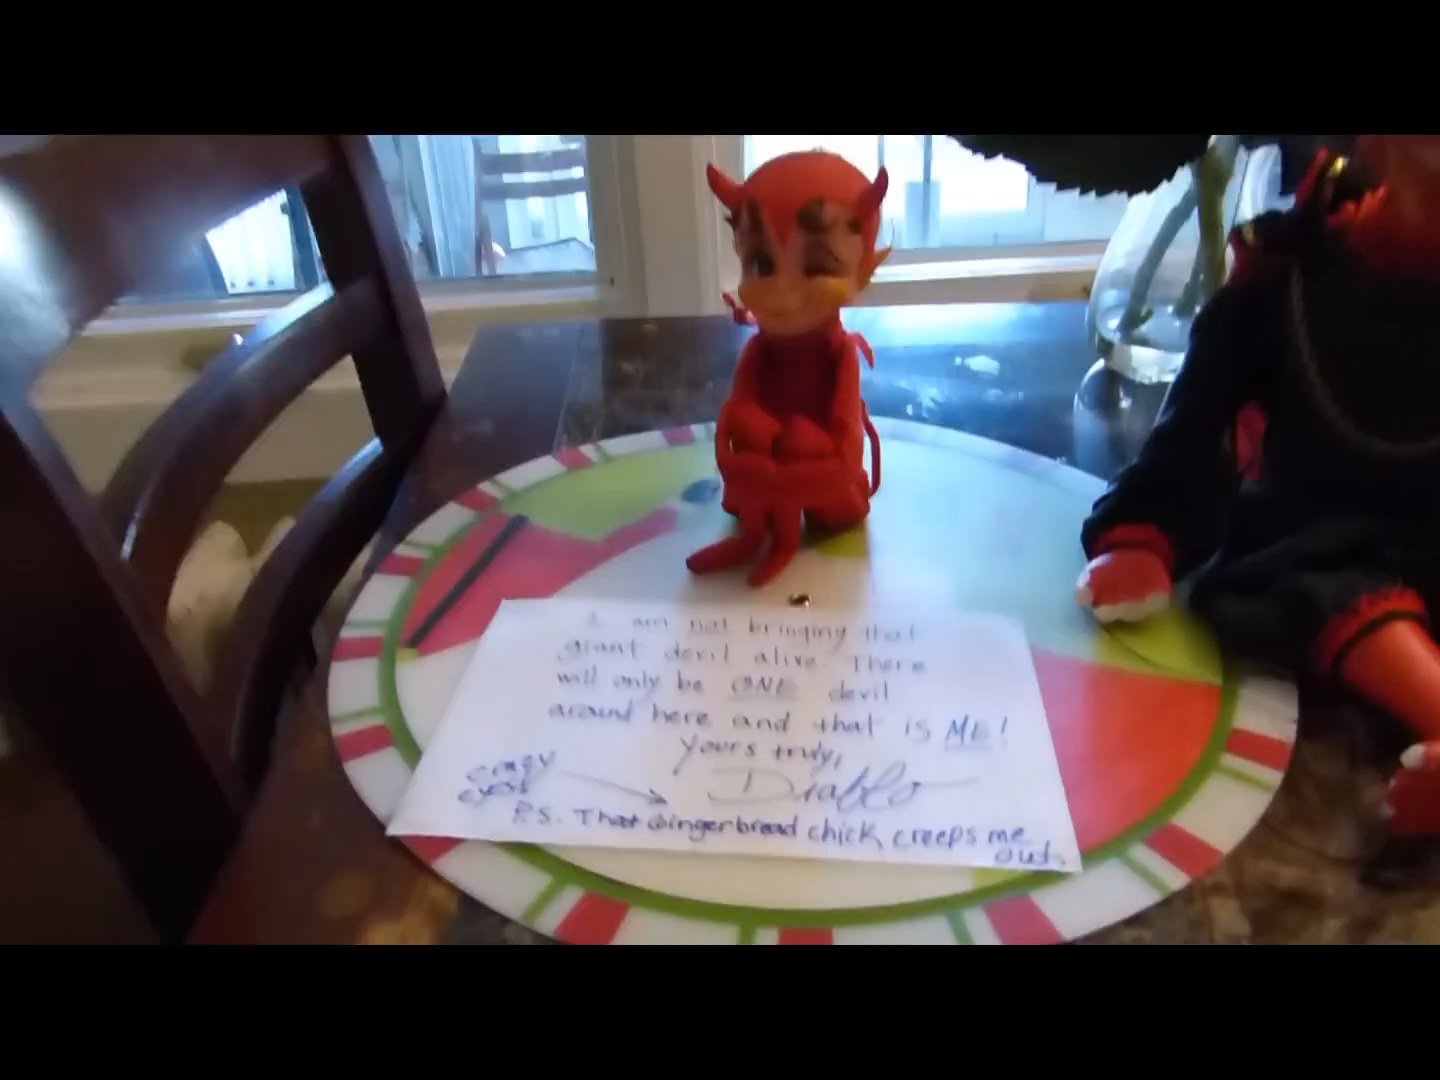 I am not bringing that
giant devil alive. There
will only be ONE devil
around here and that is ME!
Yours truly,
Diablo
crazy
eyes
P.S. That Gingerbread chick creeps me
out.